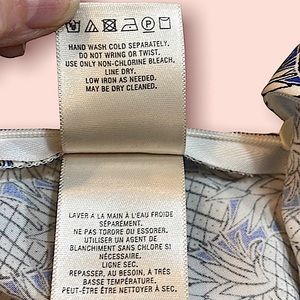 HAND WASH COLD SEPARATELY.
DO NOT WRING OR TWIST.
USE ONLY NON-CHLORINE BLEACH.
LINE DRY.
LOW IRON AS NEEDED.
MAY BE DRY CLEANED.
LAVER A LA MAIN À L'EAU FROIDE
SÉPARÉMENT.
NE PAS TORDRE OU ESSORER.
UTILISER UN AGENT DE
BLANCHIMENT SANS CHLORE SI
NÉCESSAIRE.
LIGNE SEC.
REPASSER, AU BESOIN, À TRÈS
BASSE TEMPÉRATURE.
PEUT-ÊTRE ÊTRE NETTOYÉ À SEC.